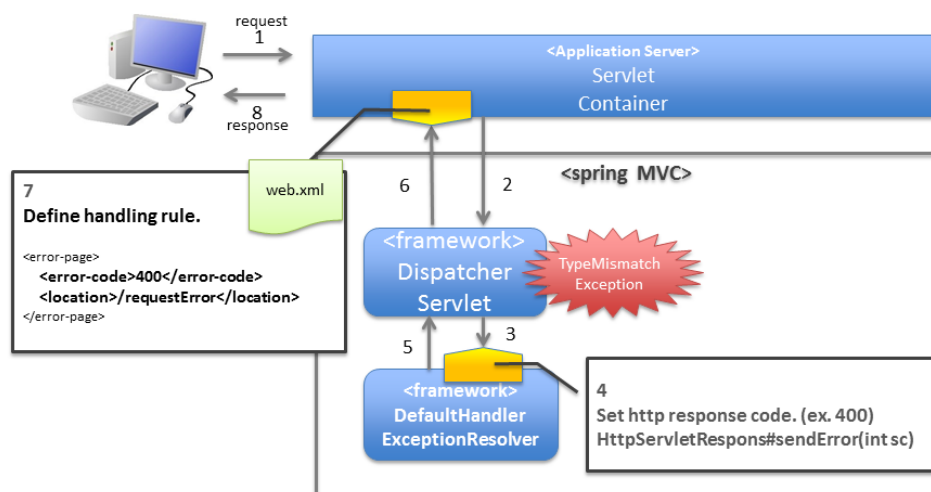 request
1
8
response
<Application Server>
Servlet
Container
web.xml
7
Define handling rule.
<error-page>
<error-code>400</error-code>
<location>/requestError</location>
</error-page>
6
2
<spring MVC>
<framework>
Dispatcher
Servlet
TypeMismatch
Exception
5
3
<framework>
DefaultHandler
ExceptionResolver
4
Set http response code. (ex. 400)
HttpServletRespons#sendError(int sc)